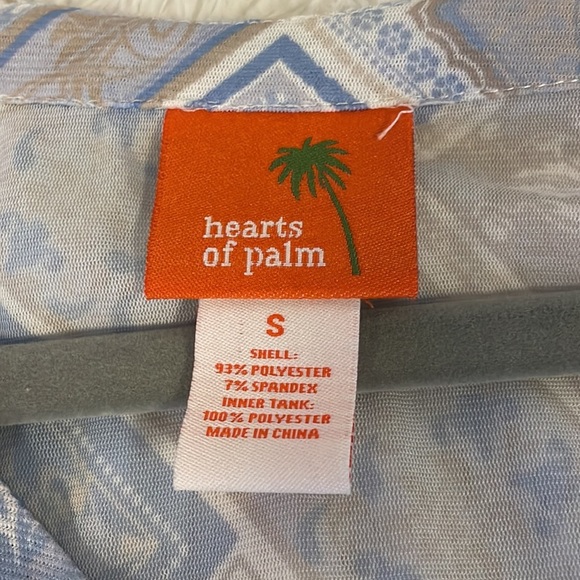 hearts
of palm
S
SHELL:
93% POLYESTER
7% SPANDEX
INNER TANK:
100% POLYESTER
MADE IN CHINA